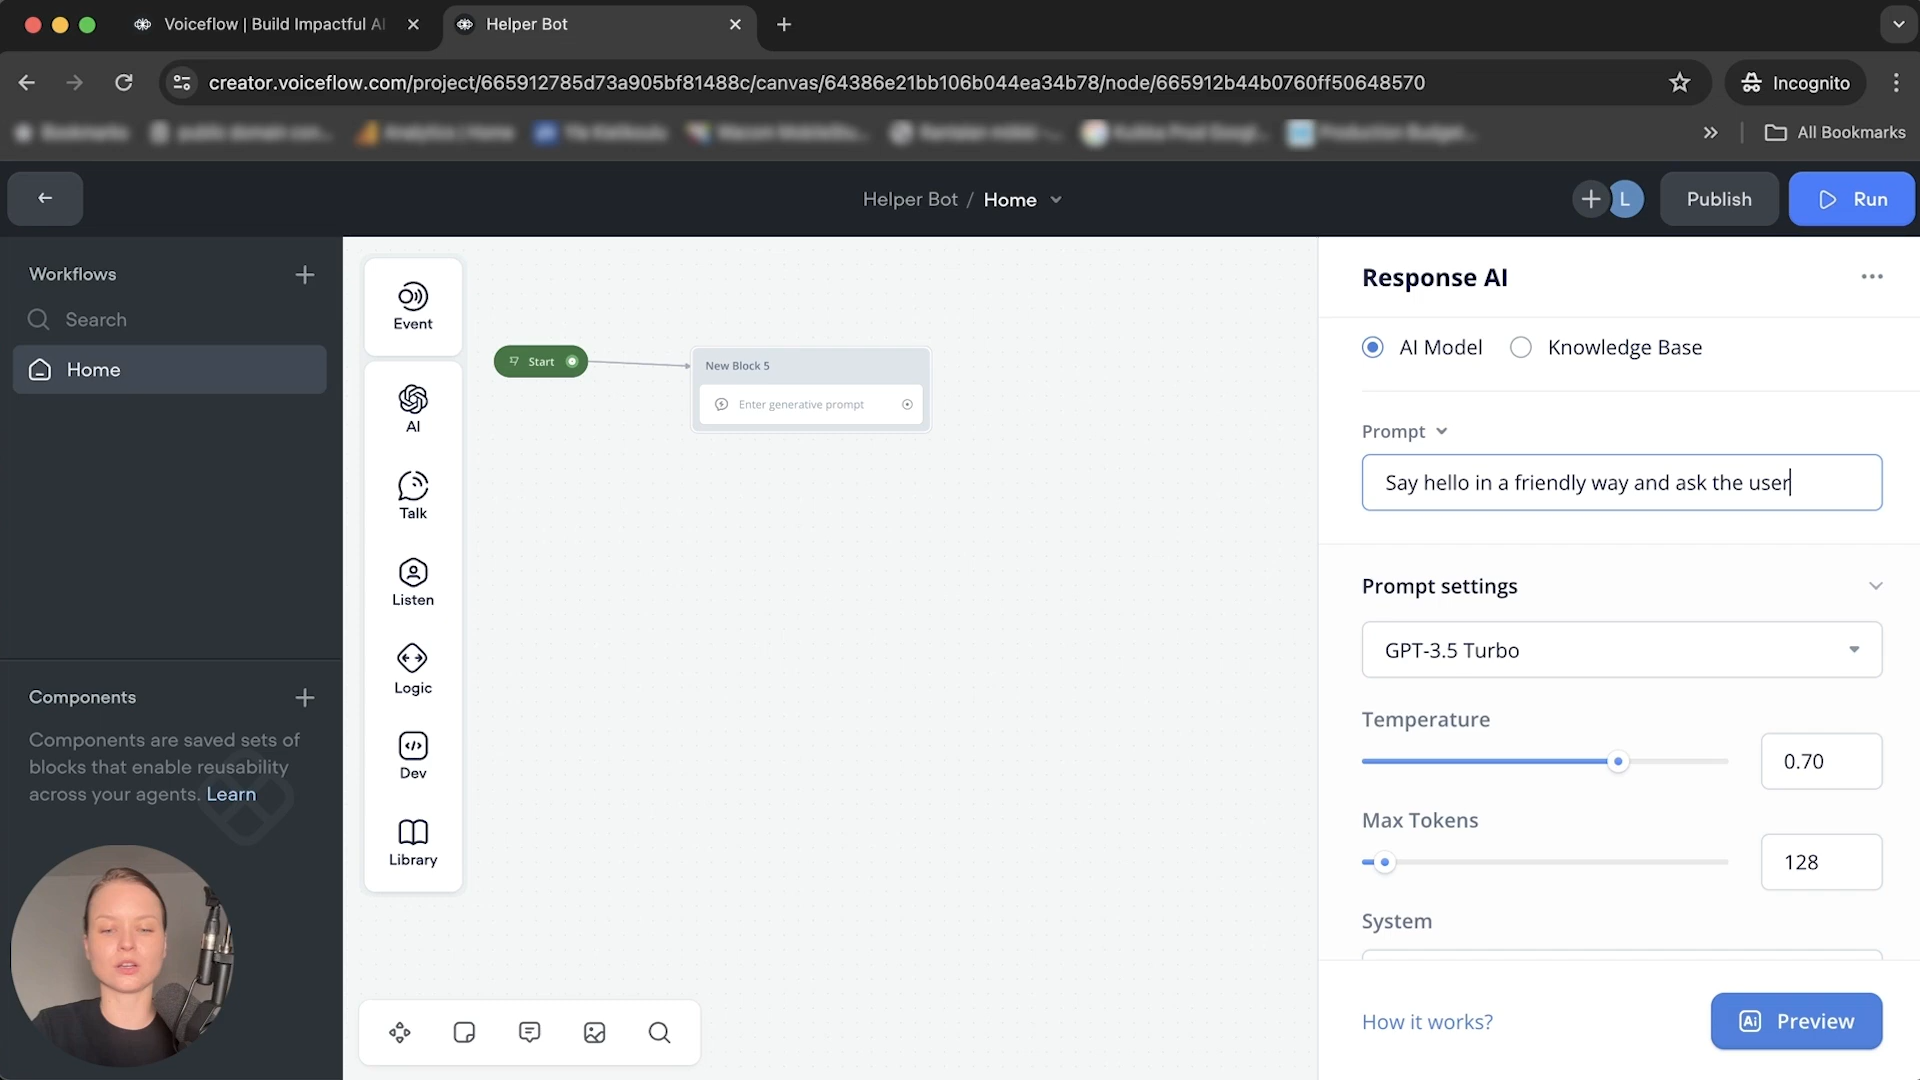 Voiceflow | Build Impactful AI
Helper Bot
creator.voiceflow.com/project/665912785d73a905bf81488c/canvas/64386e21bb106b044ea34b78/node/665912b44b0760ff50648570
Incognito
Bookmarks
All Bookmarks
Helper Bot / Home
L
Publish
Run
Workflows
Search
Home
Components
Components are saved sets of
blocks that enable reusability
across your agents. Learn
Event
AI
Talk
Listen
Logic
Dev
Library
Start
New Block 5
Enter generative prompt
Response AI
AI Model
Knowledge Base
Prompt
Say hello in a friendly way and ask the user
Prompt settings
GPT-3.5 Turbo
Temperature
0.70
Max Tokens
128
System
How it works?
Ai Preview